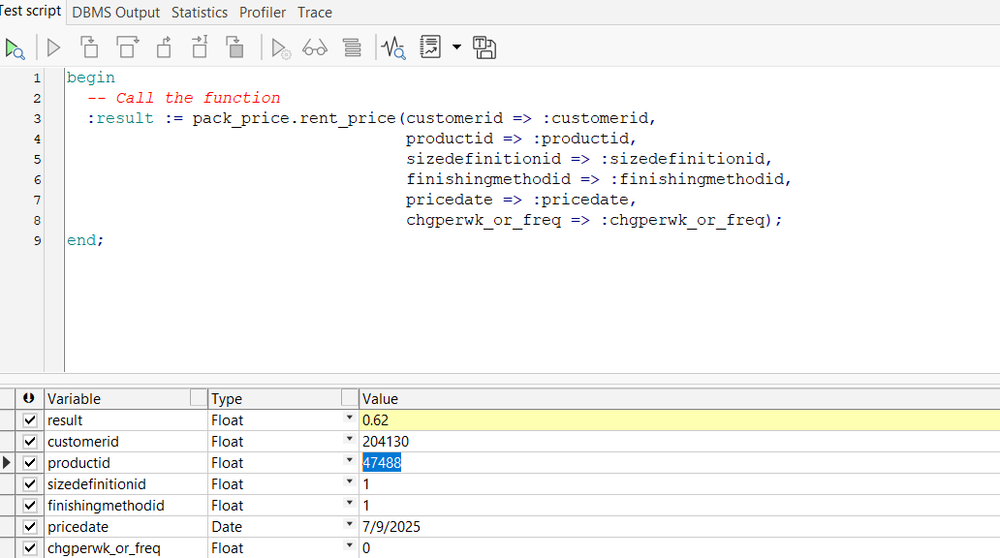 Test script DBMS Output Statistics Profiler Trace
1 begin
2 -- Call the function
3 :result := pack_price.rent_price(customerid => :customerid,
4 productid => :productid,
5 sizedefinitionid => :sizedefinitionid,
6 finishingmethodid => :finishingmethodid,
7 pricedate => :pricedate,
8 chgperwk_or_freq => :chgperwk_or_freq);
9 end;
Variable Type Value
result Float 0.62
customerid Float 204130
productid Float 47488
sizedefinitionid Float 1
finishingmethodid Float 1
pricedate Date 7/9/2025
chgperwk_or_freq Float 0